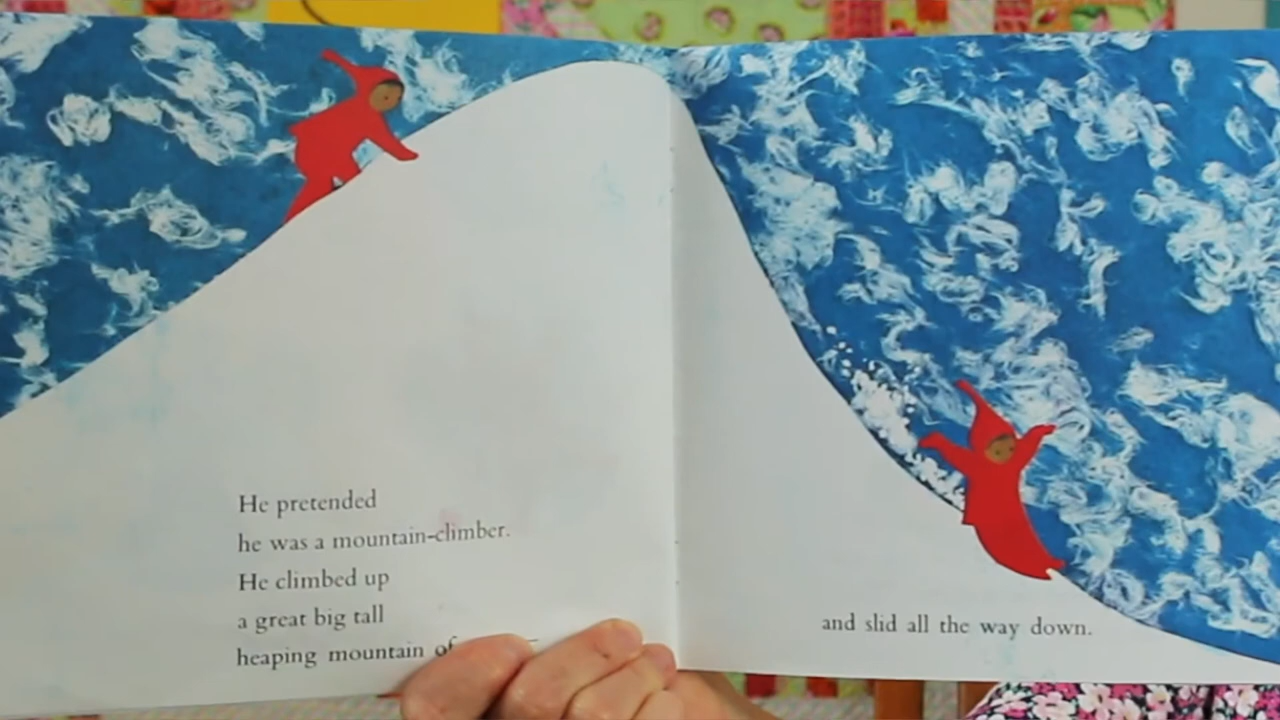 He pretended
he was a mountain-climber.
He climbed up
a great big tall
heaping mountain of
and slid all the way down.